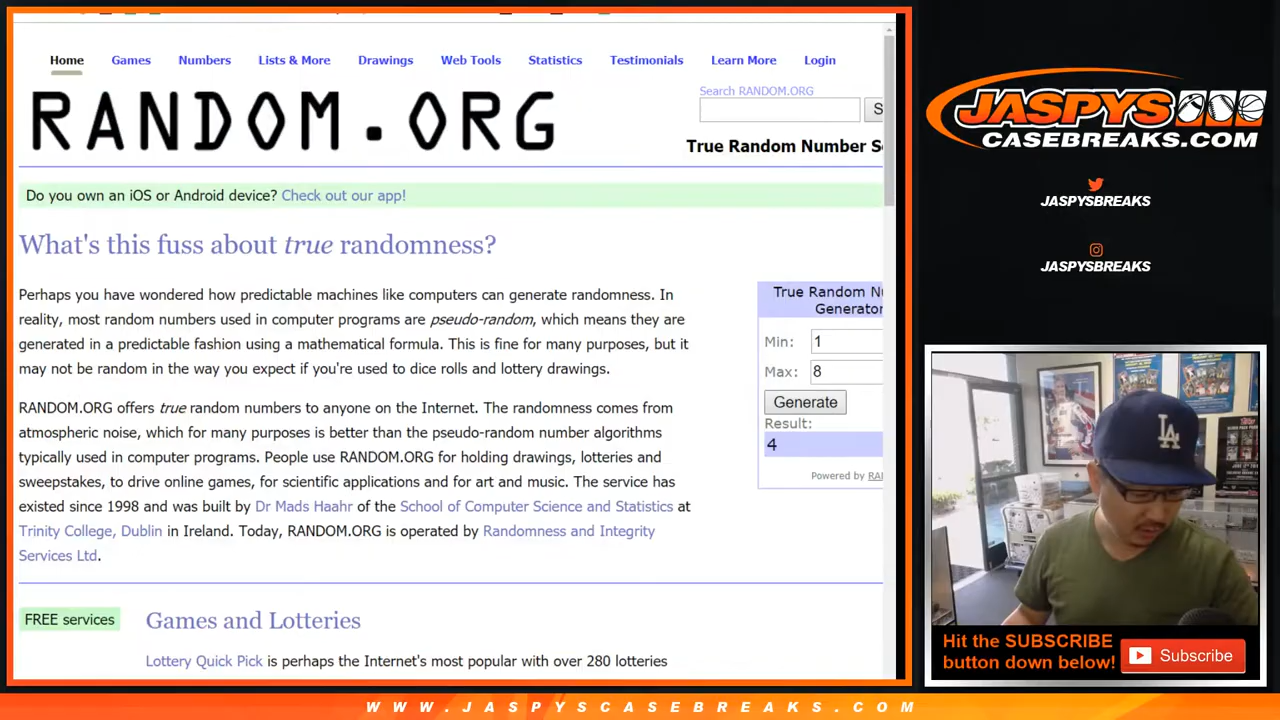 Home Games Numbers Lists & More Drawings Web Tools Statistics Testimonials Learn More Login
RANDOM.ORG
Search RANDOM.ORG
True Random Number
Do you own an iOS or Android device? Check out our app!
What's this fuss about true randomness?
Perhaps you have wondered how predictable machines like computers can generate randomness. In
reality, most random numbers used in computer programs are pseudo-random, which means they are
generated in a predictable fashion using a mathematical formula. This is fine for many purposes, but it
may not be random in the way you expect if you're used to dice rolls and lottery drawings.
RANDOM.ORG offers true random numbers to anyone on the Internet. The randomness comes from
atmospheric noise, which for many purposes is better than the pseudo-random number algorithms
typically used in computer programs. People use RANDOM.ORG for holding drawings, lotteries and
sweepstakes, to drive online games, for scientific applications and for art and music. The service has
existed since 1998 and was built by Dr Mads Haahr of the School of Computer Science and Statistics at
Trinity College, Dublin in Ireland. Today, RANDOM.ORG is operated by Randomness and Integrity
Services Ltd.
True Random Nu
Generator
Min: 1
Max: 8
Generate
Result:
4
Powered by RA
FREE services
Games and Lotteries
Lottery Quick Pick is perhaps the Internet's most popular with over 280 lotteries
JASPYS
CASEBREAKS.COM
JASPYSBREAKS
JASPYSBREAKS
LA
Hit the SUBSCRIBE
button down below!
Subscribe
WWW.JASPYSCASEBREAKS.COM